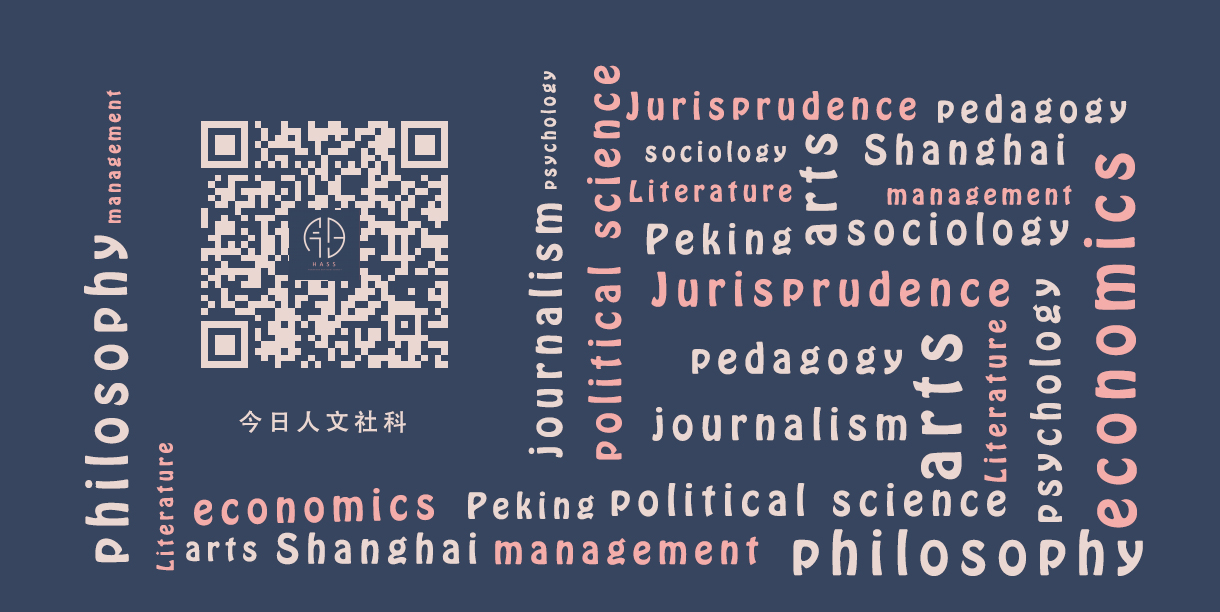 philosophy
management
Literature
HASS
今日人文社科
journalism
psychology
political science
Jurisprudence
pedagogy
sociology
arts
Shanghai
Literature
management
Peking
sociology
Jurisprudence
economics
pedagogy
arts
Literature
psychology
journalism
economics
Peking
political science
arts
Shanghai
management
philosophy